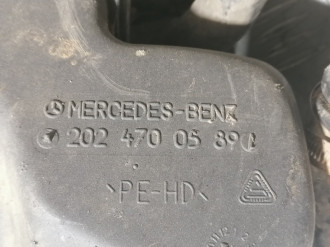 MERCEDES-BENZ
202 470 05 89
>PE-HD<